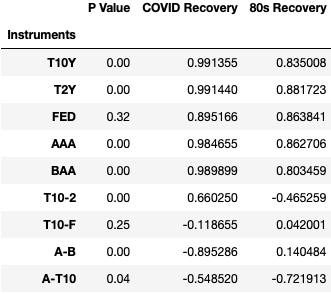 P Value COVID Recovery 80s Recovery
Instruments
T10Y 0.00 0.991355 0.835008
T2Y 0.00 0.991440 0.881723
FED 0.32 0.895166 0.863841
AAA 0.00 0.984655 0.862706
BAA 0.00 0.989899 0.803459
T10-2 0.00 0.660250 -0.465259
T10-F 0.25 -0.118655 0.042001
A-B 0.00 -0.895286 0.140484
A-T10 0.04 -0.548520 -0.721913